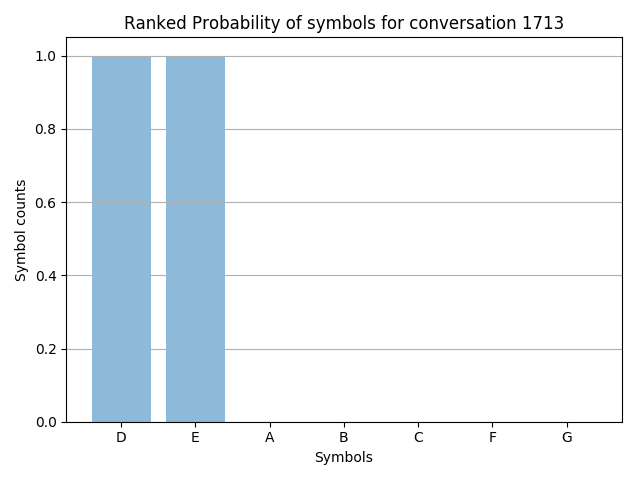 Ranked Probability of symbols for conversation 1713
Symbol counts
1.0
0.8
0.6
0.4
0.2
0.0
D E A B C F G
Symbols